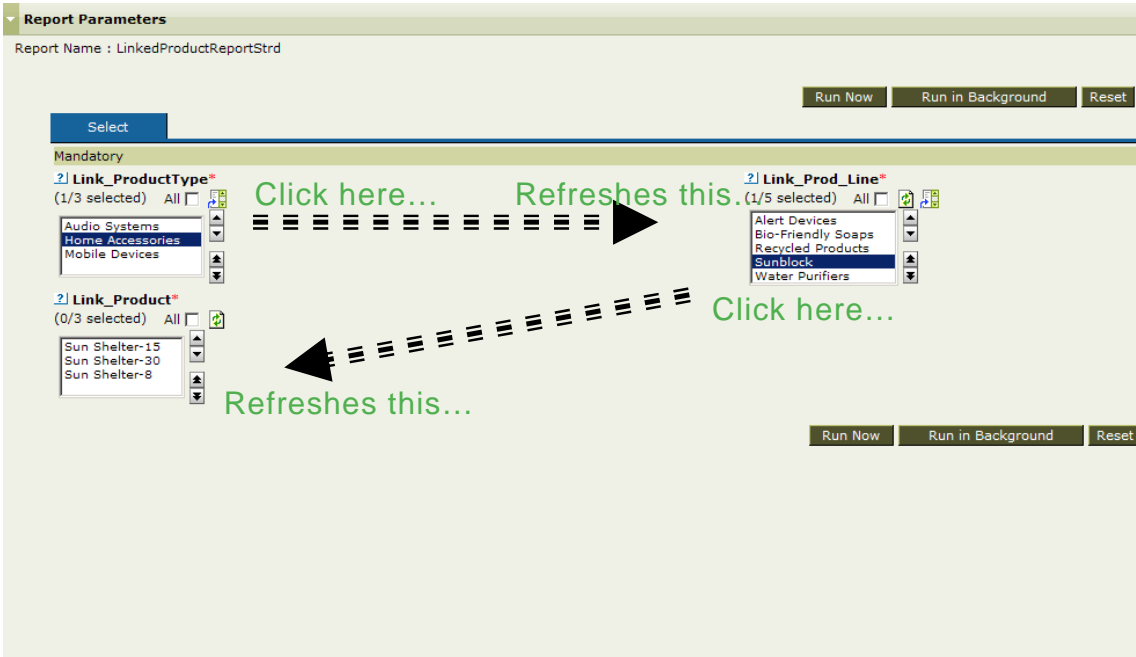 Report Parameters
Report Name : LinkedProductReportStrd
Run Now Run in Background Reset
Select
Mandatory
? Link_ProductType*
(1/3 selected) All
Audio Systems
Home Accessories
Mobile Devices
Click here... Refreshes this.
? Link_Prod_Line*
(1/5 selected) All
Alert Devices
Bio-Friendly Soaps
Recycled Products
Sunblock
Water Purifiers
Click here...
? Link_Product*
(0/3 selected) All
Sun Shelter-15
Sun Shelter-30
Sun Shelter-8
Refreshes this...
Run Now Run in Background Reset